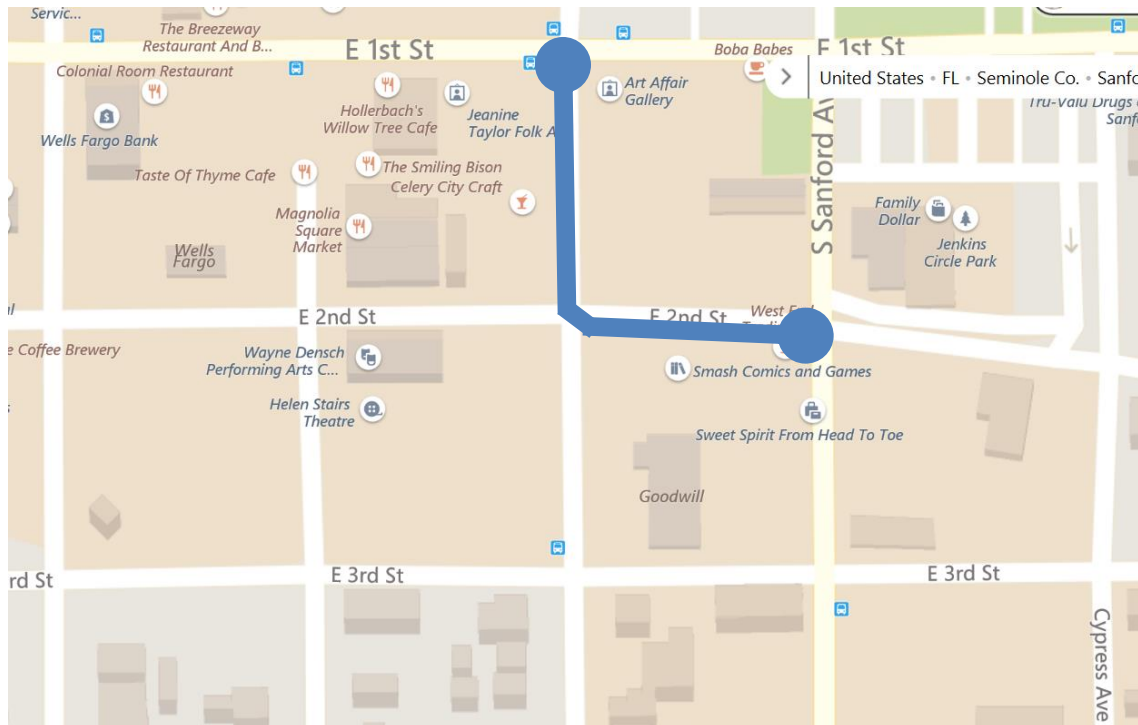 Servic...
The Breezeway
Restaurant And B...
E 1st St
Boba Babes
E 1st St
United States • FL • Seminole Co. • Sanfo
Colonial Room Restaurant
Hollerbach's
Willow Tree Cafe
Jeanine
Taylor Folk A
Art Affair
Gallery
Tru-Valu Drugs
Sanf
Wells Fargo Bank
Taste Of Thyme Cafe
The Smiling Bison
Celery City Craft
S Sanford Av
Family
Dollar
Jenkins
Circle Park
Magnolia
Square
Market
Wells
Fargo
E 2nd St
E 2nd St
West End
e Coffee Brewery
Wayne Densch
Performing Arts C...
Smash Comics and Games
Helen Stairs
Theatre
Sweet Spirit From Head To Toe
Goodwill
rd St
E 3rd St
E 3rd St
Cypress Ave